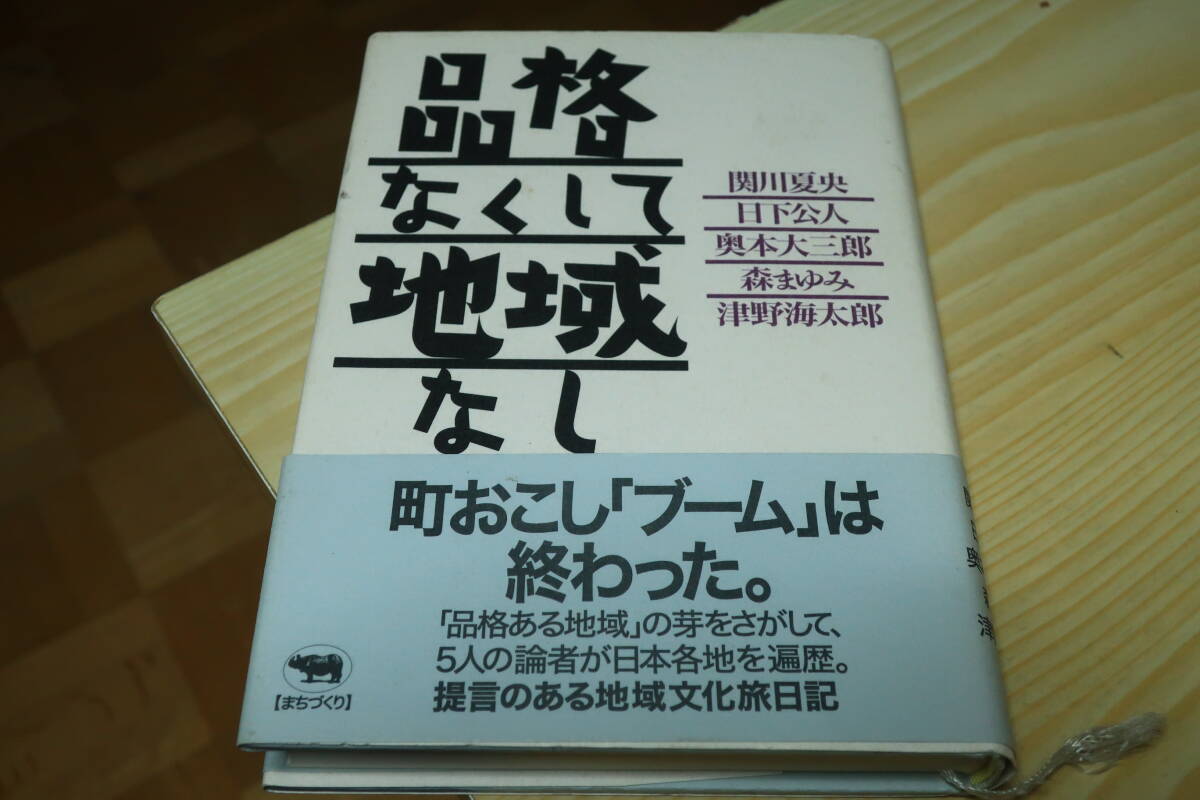 品格
なくして
地域
なし
関川夏央
日下公人
奥本大三郎
森まゆみ
津野海太郎
町おこし「ブーム」は
終わった。
「品格ある地域」の芽をさがして、
5人の論者が日本各地を遍歴。
提言のある地域文化旅日記
【まちづくり】